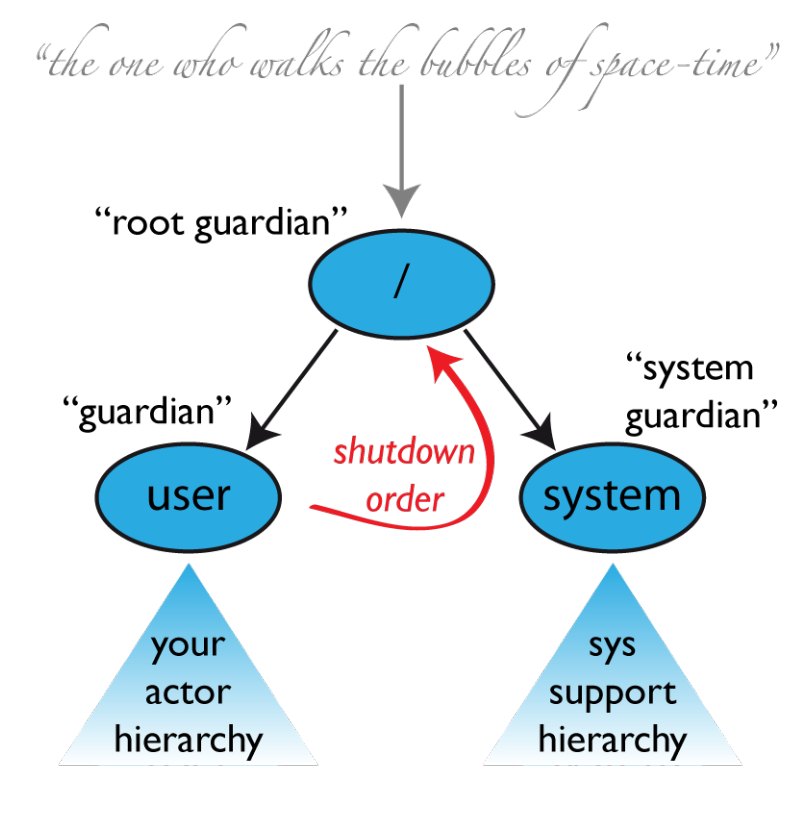 “the one who walks the bubbles of space-time”
“root guardian”
/
“system
guardian”
“guardian”
shutdown
order
user
system
your
actor
hierarchy
sys
support
hierarchy